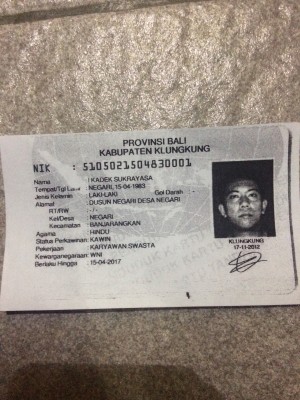 PROVINSI BALI
KABUPATEN KLUNGKUNG
NIK : 5105021504830001
Nama : KADEK SUKRAYASA
Tempat/Tgl Lahir : NEGARI, 15-04-1983
Jenis Kelamin : LAKI-LAKI Gol Darah : -
Alamat : DUSUN NEGARI DESA NEGARI
RT/RW : - / -
Kel/Desa : NEGARI
Kecamatan : BANJARANGKAN
Agama : HINDU
Status Perkawinan: KAWIN
Pekerjaan : KARYAWAN SWASTA
Kewarganegaraan: WNI
Berlaku Hingga : 15-04-2017
KLUNGKUNG
17-11-2012